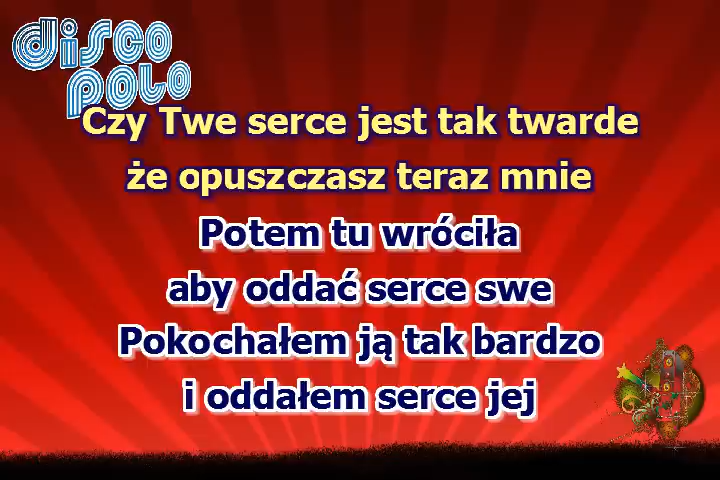 disco
polo
Czy Twe serce jest tak twarde
że opuszczasz teraz mnie
Potem tu wróciła
aby oddać serce swe
Pokochałem ją tak bardzo
i oddałem serce jej